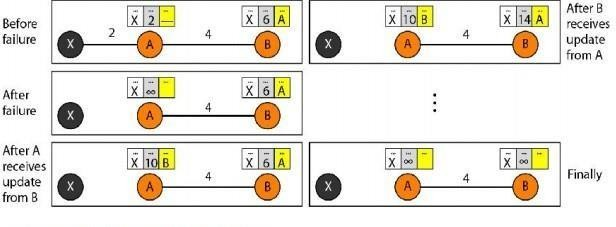 Before
failure
X 2
X 6 A
2
4
X
A
B
After
failure
X ∞
X 6 A
4
X
A
B
After A
receives
update
from B
X 10 B
X 6 A
4
X
A
B
X 10 B
X 14 A
4
X
A
B
After B
receives
update
from A
X ∞
X ∞
4
X
A
B
Finally